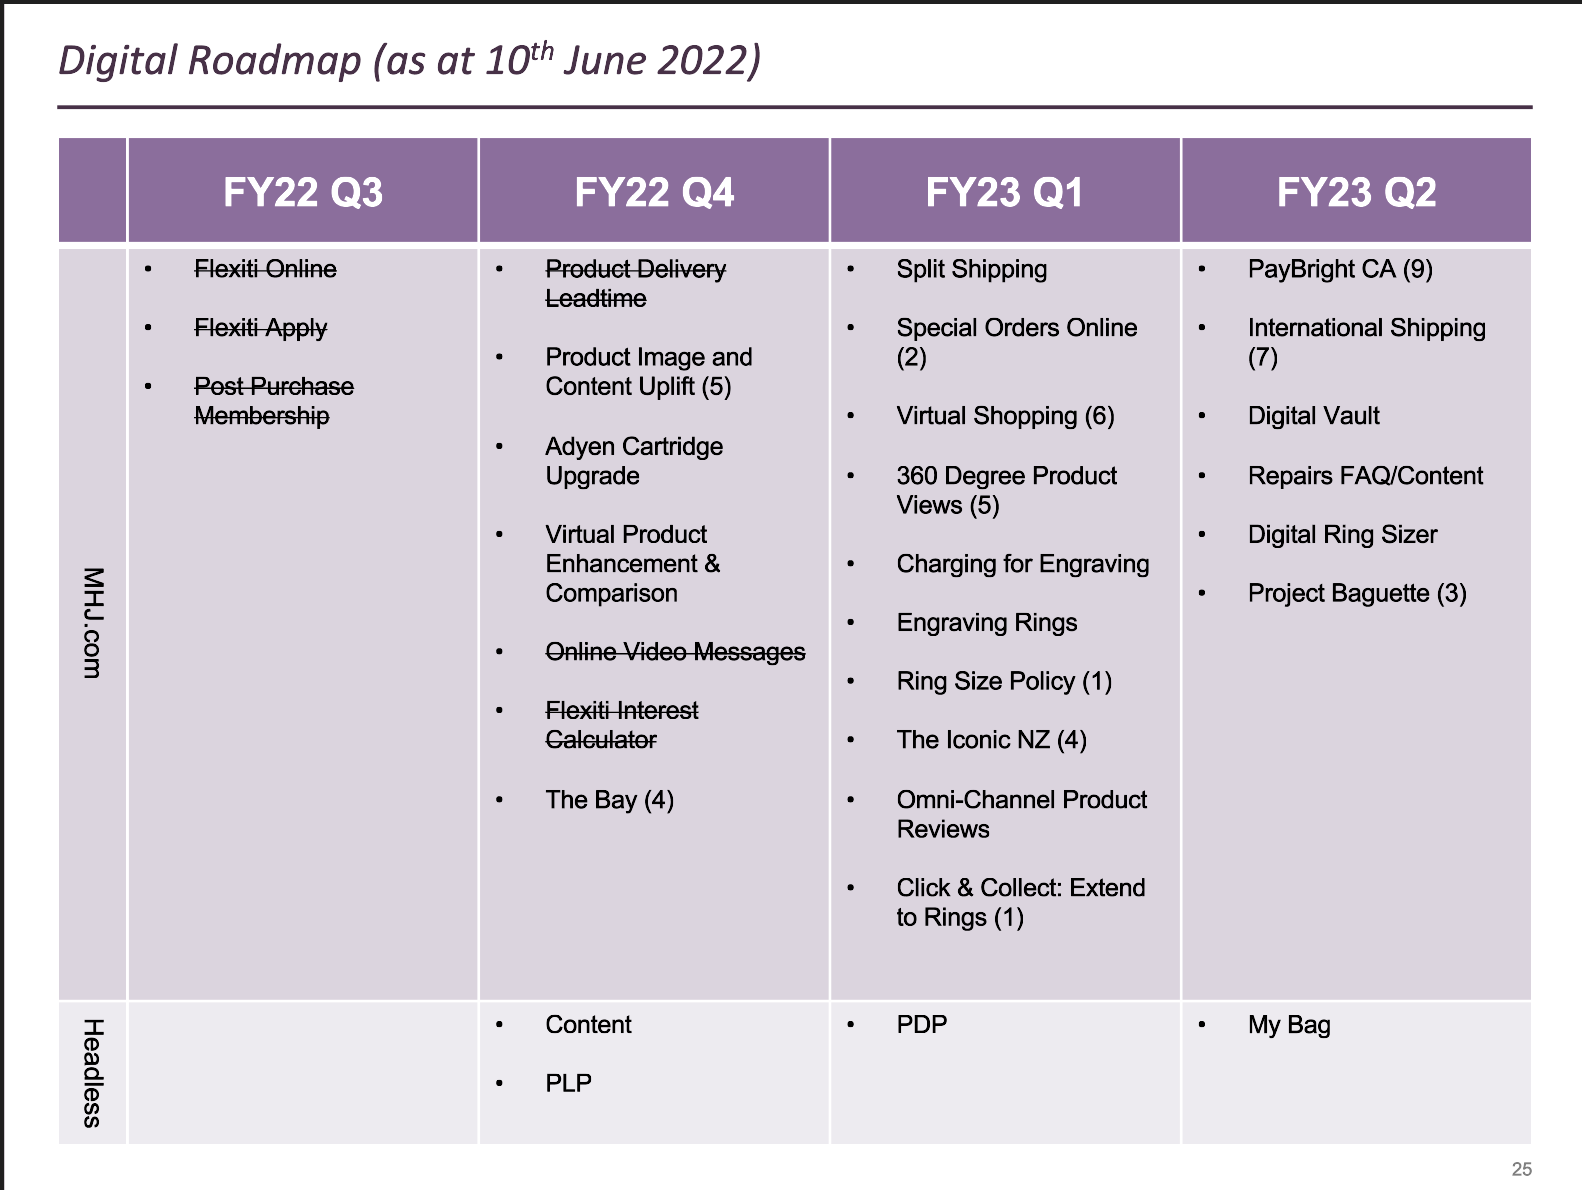 Digital Roadmap (as at 10th June 2022)
FY22 Q3
FY22 Q4
FY23 Q1
FY23 Q2
MHJ.com
• Flexiti Online
• Flexiti Apply
• Post Purchase
Membership
• Product Delivery
Leadtime
• Product Image and
Content Uplift (5)
• Adyen Cartridge
Upgrade
• Virtual Product
Enhancement &
Comparison
• Online Video Messages
• Flexiti Interest
Calculator
• The Bay (4)
• Split Shipping
• Special Orders Online
(2)
• Virtual Shopping (6)
• 360 Degree Product
Views (5)
• Charging for Engraving
• Engraving Rings
• Ring Size Policy (1)
• The Iconic NZ (4)
• Omni-Channel Product
Reviews
• Click & Collect: Extend
to Rings (1)
• PayBright CA (9)
• International Shipping
(7)
• Digital Vault
• Repairs FAQ/Content
• Digital Ring Sizer
• Project Baguette (3)
Headless
• Content
• PLP
• PDP
• My Bag
25